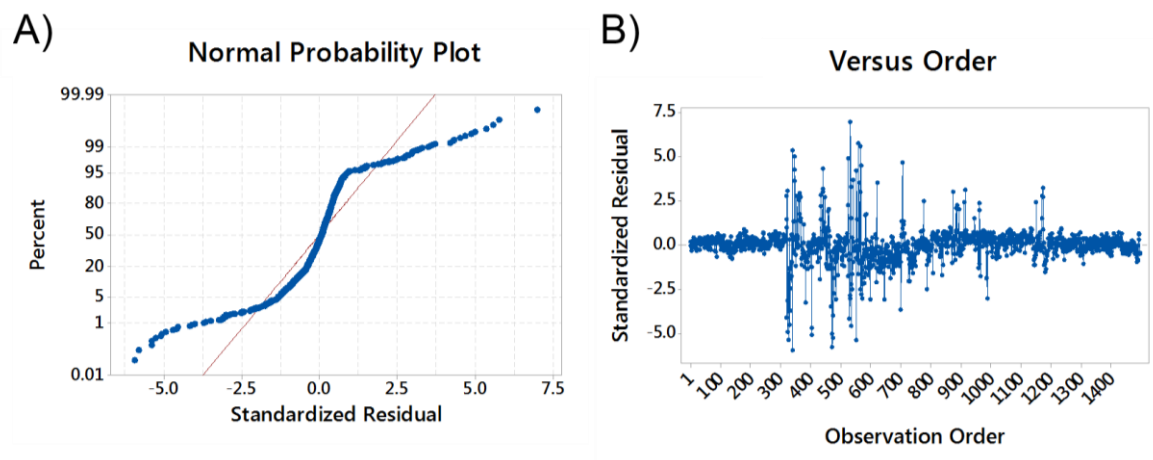 A)
Normal Probability Plot
Percent
99.99
99
95
80
50
20
5
1
0.01
-5.0 -2.5 0.0 2.5 5.0 7.5
Standardized Residual
B)
Versus Order
Standardized Residual
7.5
5.0
2.5
0.0
-2.5
-5.0
1 100 200 300 400 500 600 700 800 900 1000 1100 1200 1300 1400
Observation Order